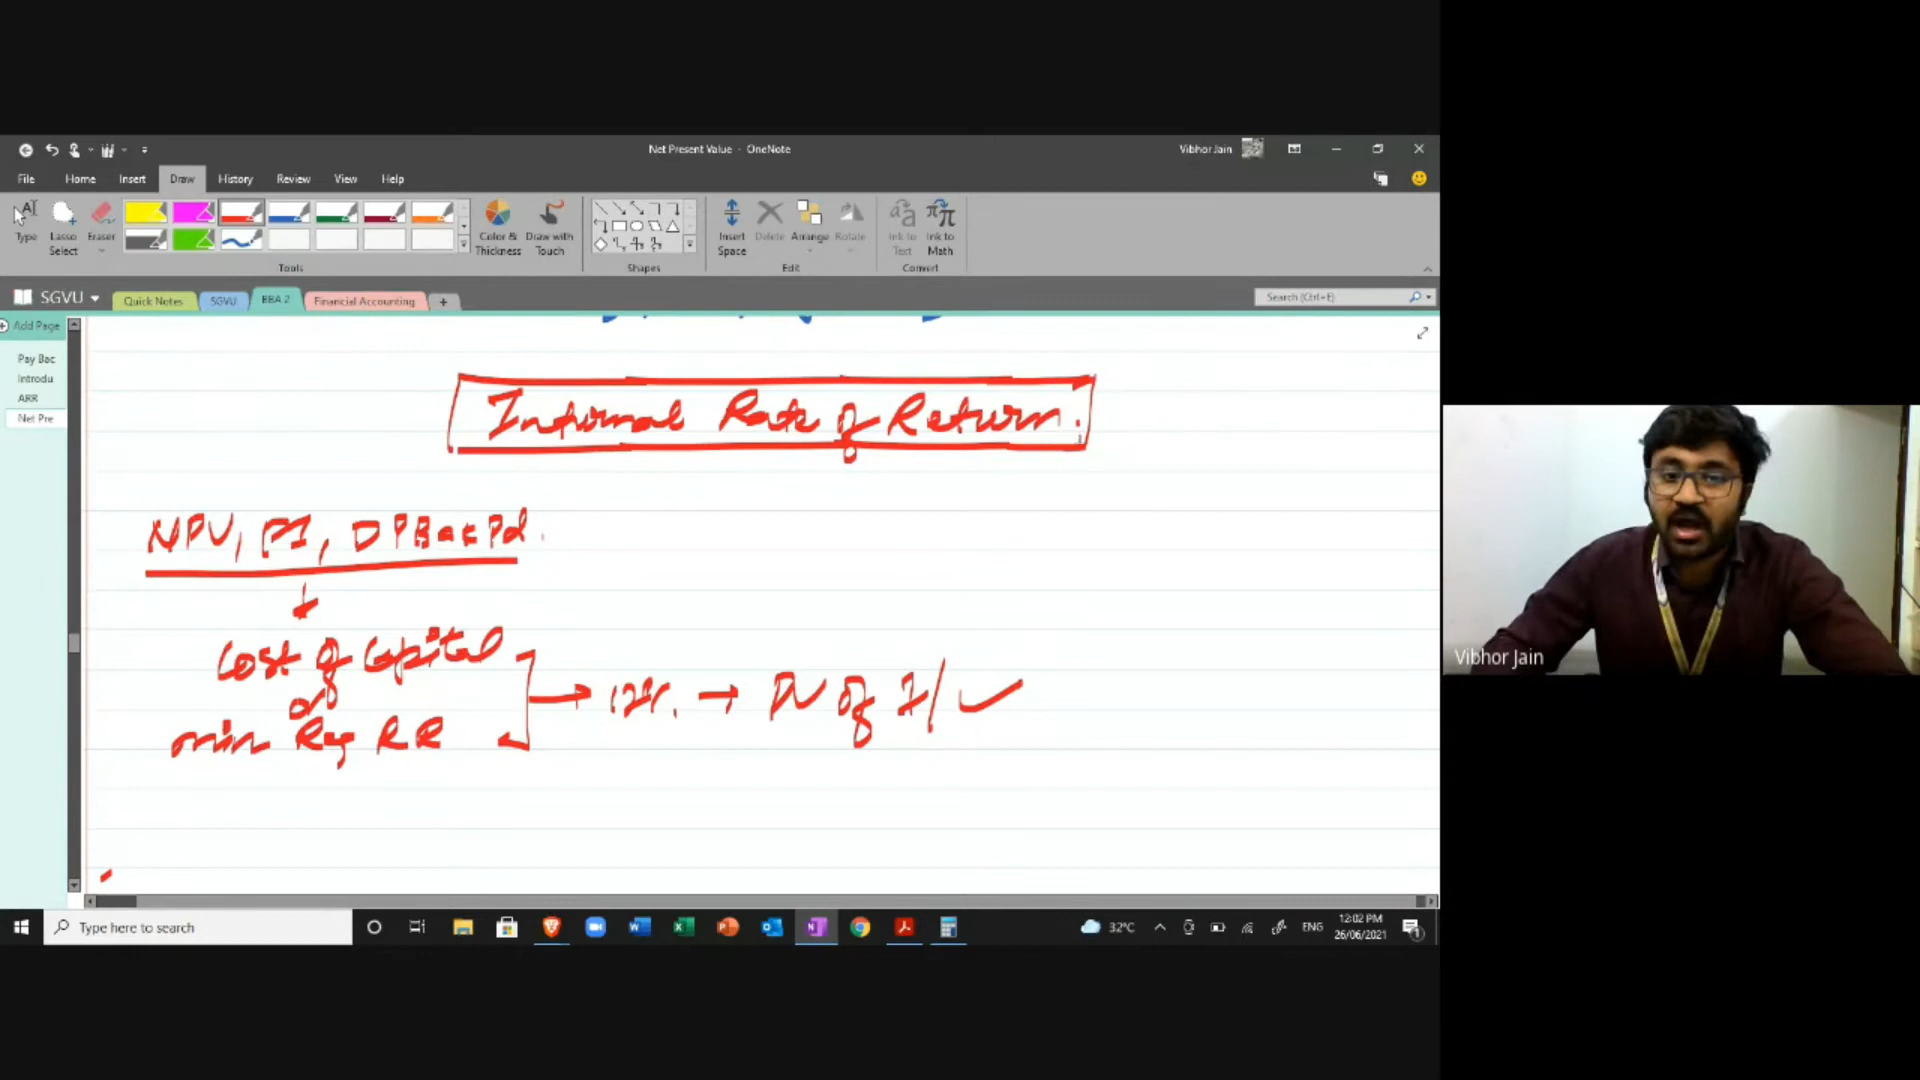 Net Present Value - OneNote
Vibhor Jain
File Home Insert Draw History Review View Help
Type
Lasso Select
Eraser
Color & Thickness
Draw with Touch
Insert Space
Delete
Arrange
Rotate
Ink to Text
Ink to Math
Tools
Shapes
Edit
Convert
SGVU
Quick Notes
SGVU
BBA 2
Financial Accounting
+
Search (Ctrl+E)
Add Page
Pay Bac
Introdu
ARR
Net Pre
Internal Rate of Return.
NPV, PI, DPBack Pd.
Cost of Capital
or
min Req RR
→ 12%. → PV of I/
Vibhor Jain
Type here to search
32°C
ENG
12:02 PM
26/06/2021
1